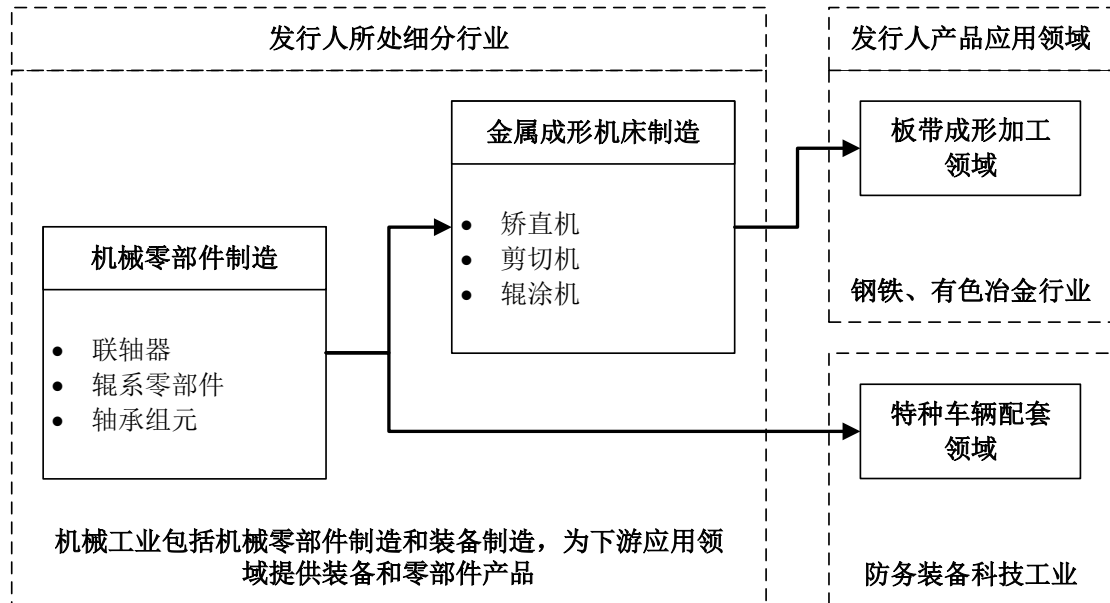 发行人所处细分行业
机械零部件制造
• 联轴器
• 辊系零部件
• 轴承组元
金属成形机床制造
• 矫直机
• 剪切机
• 辊涂机
机械工业包括机械零部件制造和装备制造，为下游应用领
域提供装备和零部件产品
发行人产品应用领域
板带成形加工
领域
钢铁、有色冶金行业
特种车辆配套
领域
防务装备科技工业